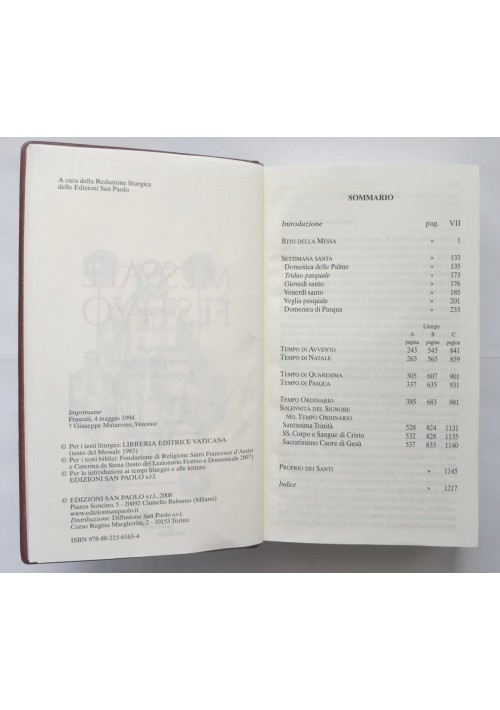 A cura della Redazione liturgica
delle Edizioni San Paolo
Imprimatur
Frascati, 4 maggio 1994
† Giuseppe Matarrese, Vescovo
© Per i testi liturgici: LIBRERIA EDITRICE VATICANA
(testo del Messale 1983)
© Per i testi biblici: Fondazione di Religione Santi Francesco d'Assisi
e Caterina da Siena (testo del Lezionario Festivo e Domenicale 2007)
© Per le introduzioni ai tempi liturgici e alle letture:
EDIZIONI SAN PAOLO s.r.l.
© EDIZIONI SAN PAOLO s.r.l., 2008
Piazza Soncino, 5 - 20092 Cinisello Balsamo (Milano)
www.edizionisanpaolo.it
Distribuzione: Diffusione San Paolo s.r.l.
Corso Regina Margherita, 2 - 10153 Torino
ISBN 978-88-215-6163-4
SOMMARIO
Introduzione pag. VII
RITO DELLA MESSA » 1
SETTIMANA SANTA » 133
Domenica delle Palme » 135
Triduo pasquale » 175
Giovedì santo » 176
Venerdì santo » 185
Veglia pasquale » 201
Domenica di Pasqua » 233
Liturgia
A B C
pagina pagina pagina
TEMPO DI AVVENTO 243 545 841
TEMPO DI NATALE 263 565 859
TEMPO DI QUARESIMA 305 607 901
TEMPO DI PASQUA 337 635 931
TEMPO ORDINARIO 385 683 981
SOLENNITÀ DEL SIGNORE
NEL TEMPO ORDINARIO
Santissima Trinità 528 824 1131
SS. Corpo e Sangue di Cristo 532 828 1135
Sacratissimo Cuore di Gesù 537 833 1140
PROPRIO DEI SANTI » 1145
Indice » 1217